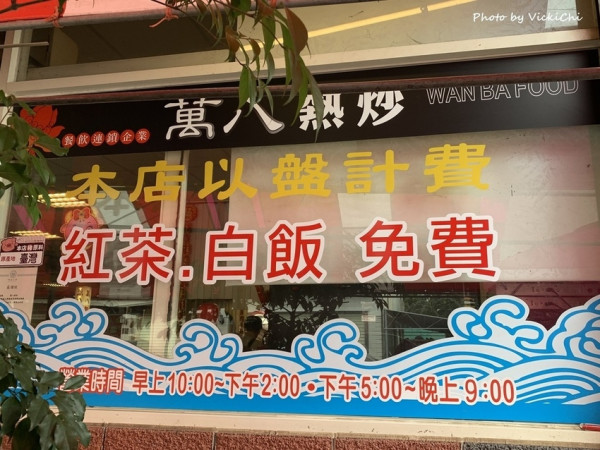 Photo by VickiChi
餐飲連鎖企業
萬八熱炒
WAN BA FOOD
本店以盤計費
紅茶.白飯 免費
臺灣
營業時間 早上10:00~下午2:00•下午5:00~晚上9:00